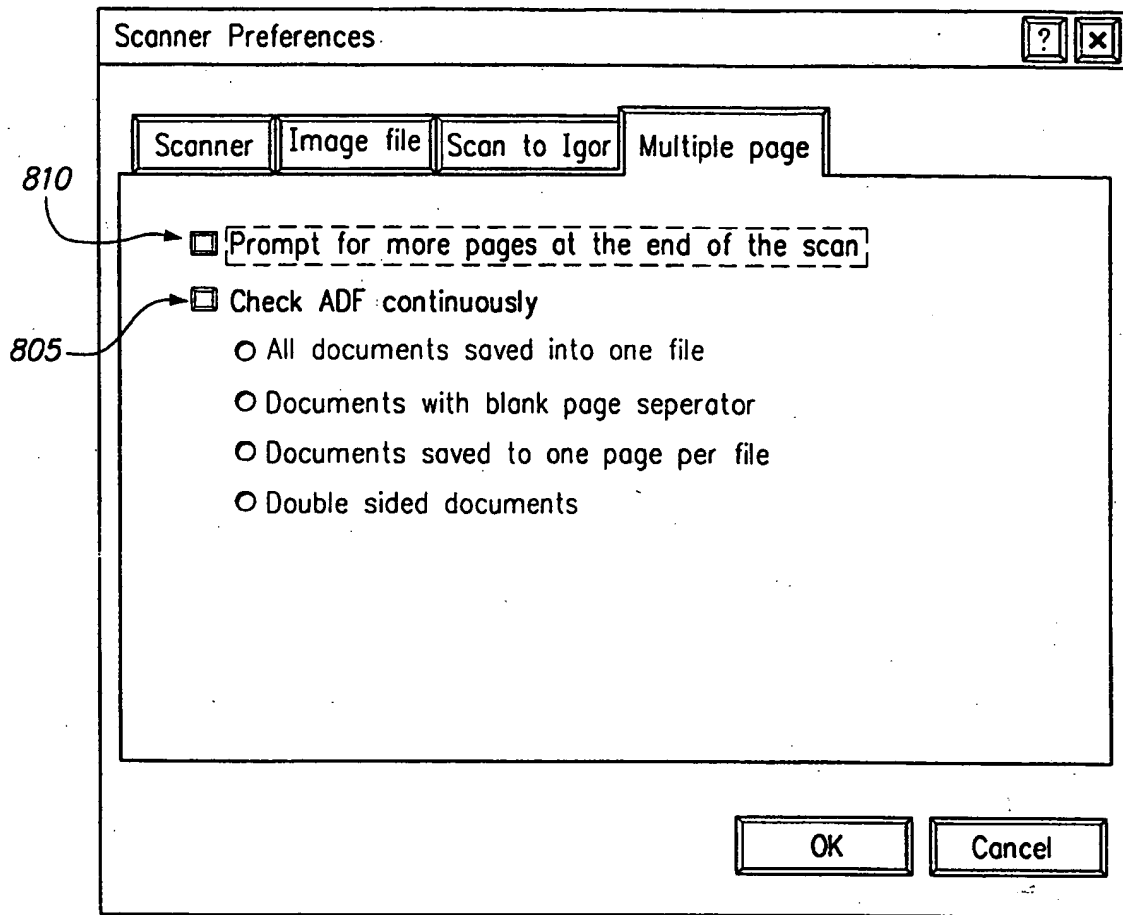 Scanner Preferences ? ×
Scanner Image file Scan to Igor Multiple page
810
Prompt for more pages at the end of the scan
Check ADF continuously
805
All documents saved into one file
Documents with blank page seperator
Documents saved to one page per file
Double sided documents
OK Cancel